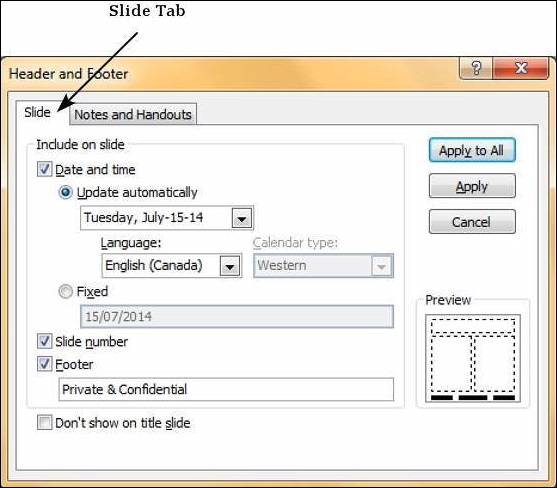 Slide Tab
Header and Footer
?
Slide
Notes and Handouts
Include on slide
Date and time
Update automatically
Tuesday, July-15-14
Language:
Calendar type:
English (Canada)
Western
Fixed
15/07/2014
Slide number
Footer
Private & Confidential
Don't show on title slide
Apply to All
Apply
Cancel
Preview